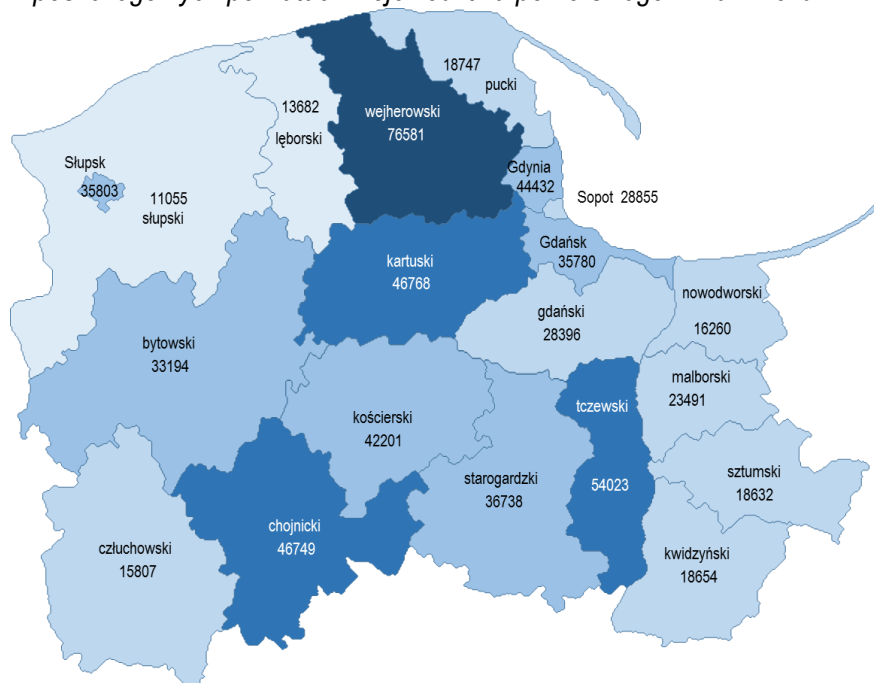 18747
pucki
13682
lęborski
wejherowski
76581
Gdynia
44432
Sopot 28855
Słupsk
35803
11055
słupski
Gdańsk
35780
kartuski
46768
gdański
28396
nowodworski
16260
bytowski
33194
malborski
23491
kościerski
42201
tczewski
54023
starogardzki
36738
sztumski
18632
chojnicki
46749
człuchowski
15807
kwidzyński
18654